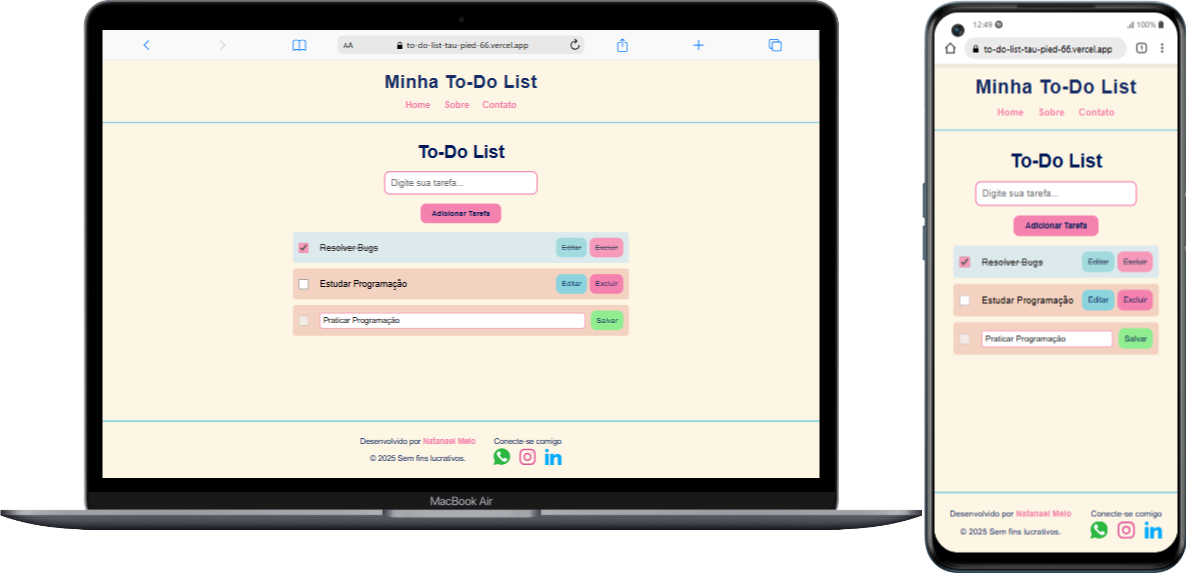 AA to-do-list-tau-pied-66.vercel.app
Minha To-Do List
Home Sobre Contato
To-Do List
Digite sua tarefa...
Adicionar Tarefa
Resolver Bugs Editar Excluir
Estudar Programação Editar Excluir
Praticar Programação Salvar
Desenvolvido por Natanael Melo Conecte-se comigo
© 2025 Sem fins lucrativos.
MacBook Air
12:49 100%
to-do-list-tau-pied-66.vercel.app 1
Minha To-Do List
Home Sobre Contato
To-Do List
Digite sua tarefa...
Adicionar Tarefa
Resolver Bugs Editar Excluir
Estudar Programação Editar Excluir
Praticar Programação Salvar
Desenvolvido por Natanael Melo Conecte-se comigo
© 2025 Sem fins lucrativos.